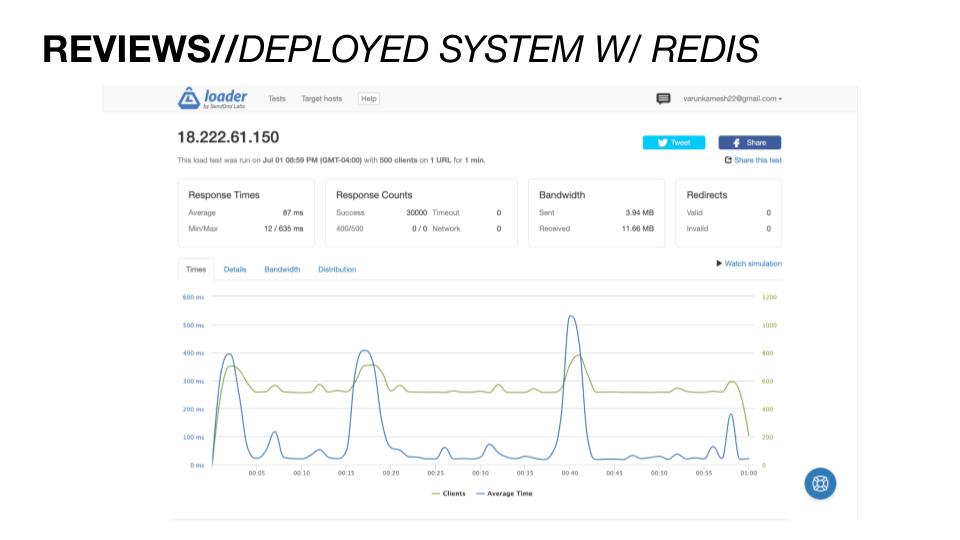 REVIEWS//DEPLOYED SYSTEM W/ REDIS
loader
by SendGrid Labs
Tests Target hosts Help
varunkamesh22@gmail.com
18.222.61.150
Tweet Share
This load test was run on Jul 01 08:59 PM (GMT-04:00) with 500 clients on 1 URL for 1 min.
Share this test
Response Times
Average 87 ms
Min/Max 12 / 635 ms
Response Counts
Success 30000 Timeout 0
400/500 0 / 0 Network 0
Bandwidth
Sent 3.94 MB
Received 11.66 MB
Redirects
Valid 0
Invalid 0
Watch simulation
Times Details Bandwidth Distribution
600 ms 1200
500 ms 1000
400 ms 800
300 ms 600
200 ms 400
100 ms 200
0 ms 0
00:05 00:10 00:15 00:20 00:25 00:30 00:35 00:40 00:45 00:50 00:55 01:00
Clients Average Time